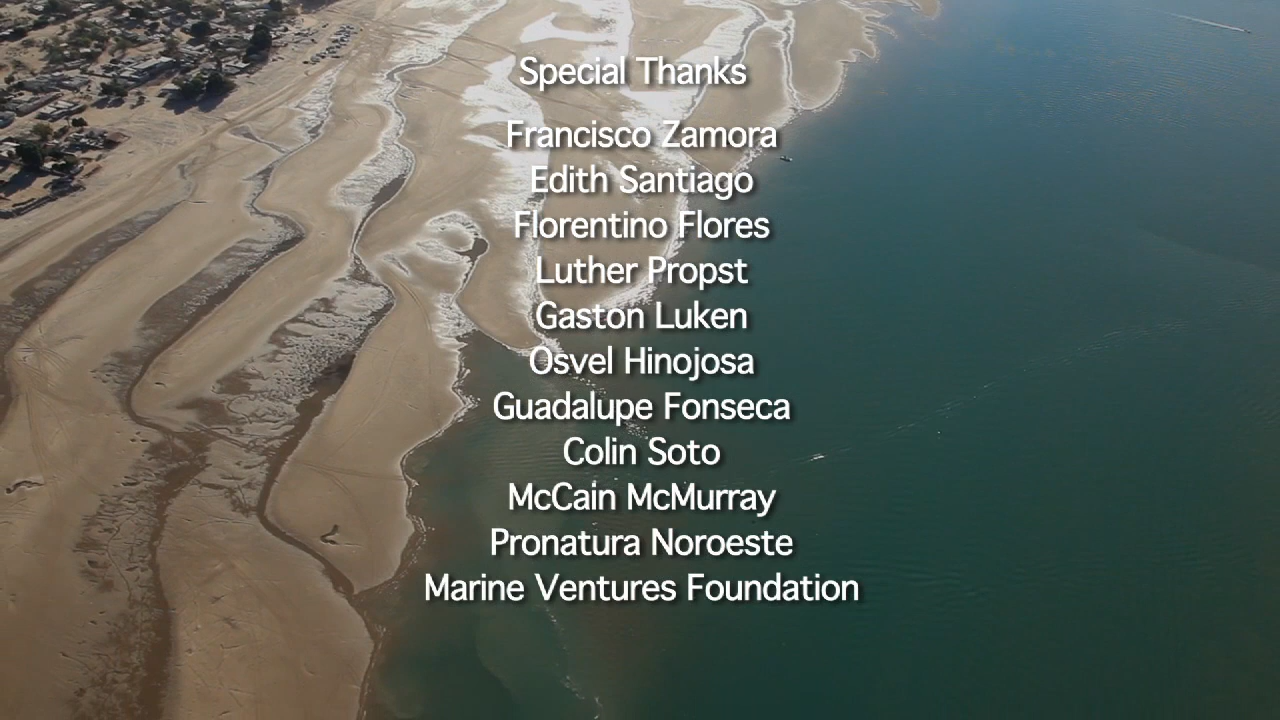 Special Thanks
Francisco Zamora
Edith Santiago
Florentino Flores
Luther Propst
Gaston Luken
Osvel Hinojosa
Guadalupe Fonseca
Colin Soto
McCain McMurray
Pronatura Noroeste
Marine Ventures Foundation